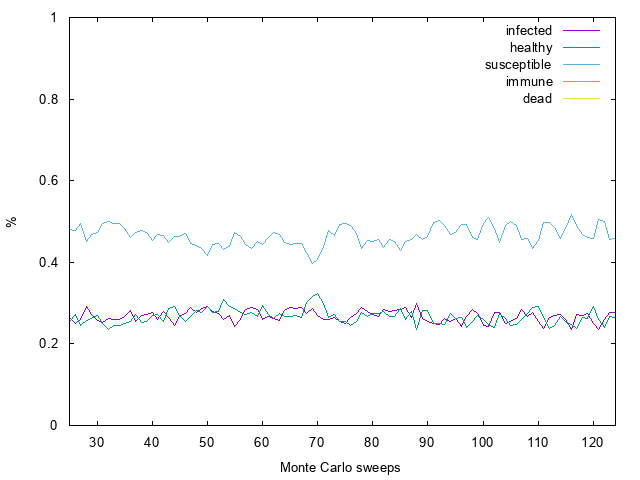 1
0.8
0.6
0.4
0.2
0
%
infected
healthy
susceptible
immune
dead
30 40 50 60 70 80 90 100 110 120
Monte Carlo sweeps